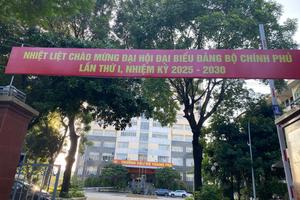 NHIỆT LIỆT CHÀO MỪNG ĐẠI HỘI ĐẠI BIỂU ĐẢNG BỘ CHÍNH PHỦ
LẦN THỨ I, NHIỆM KỲ 2025 - 2030